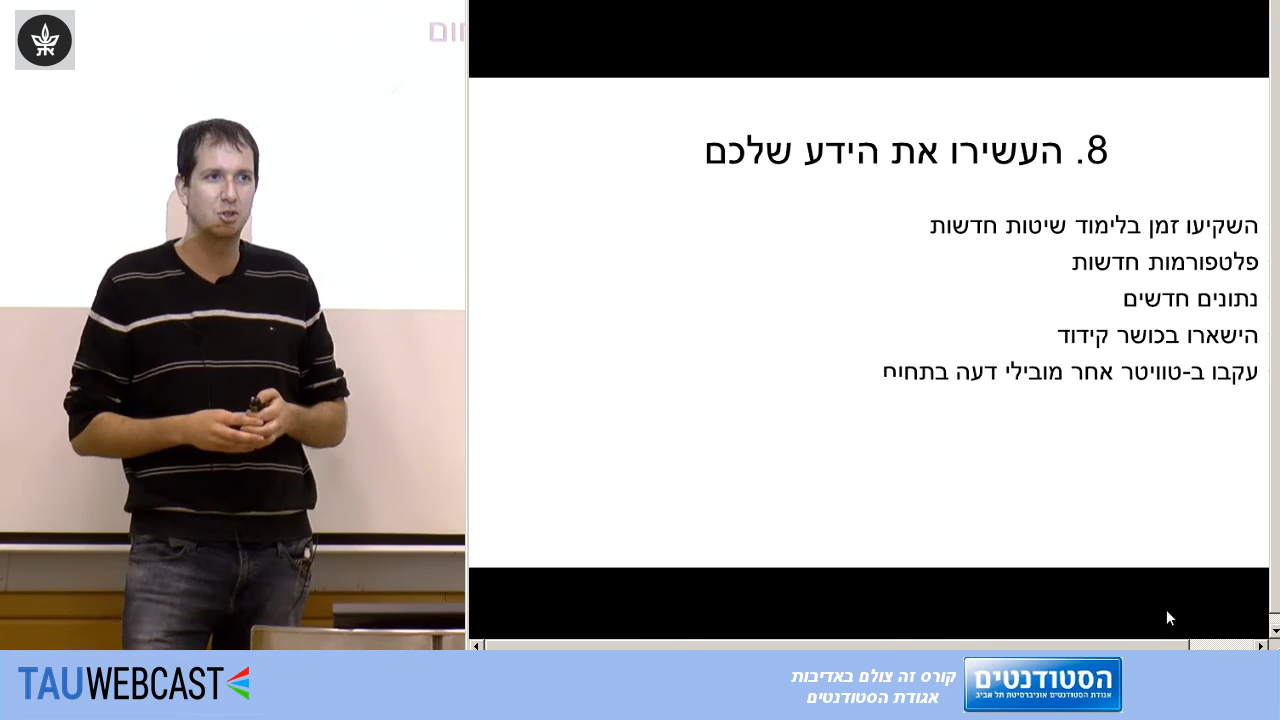 8. העשירו את הידע שלכם
השקיעו זמן בלימוד שיטות חדשות
פלטפורמות חדשות
נתונים חדשים
הישארו בכושר קידוד
עקבו ב-טוויטר אחר מובילי דעה בתחום
TAUWEBCAST
קורס זה צולם באדיבות
אגודת הסטודנטים
הסטודנטים
אגודת הסטודנטים אוניברסיטת תל אביב